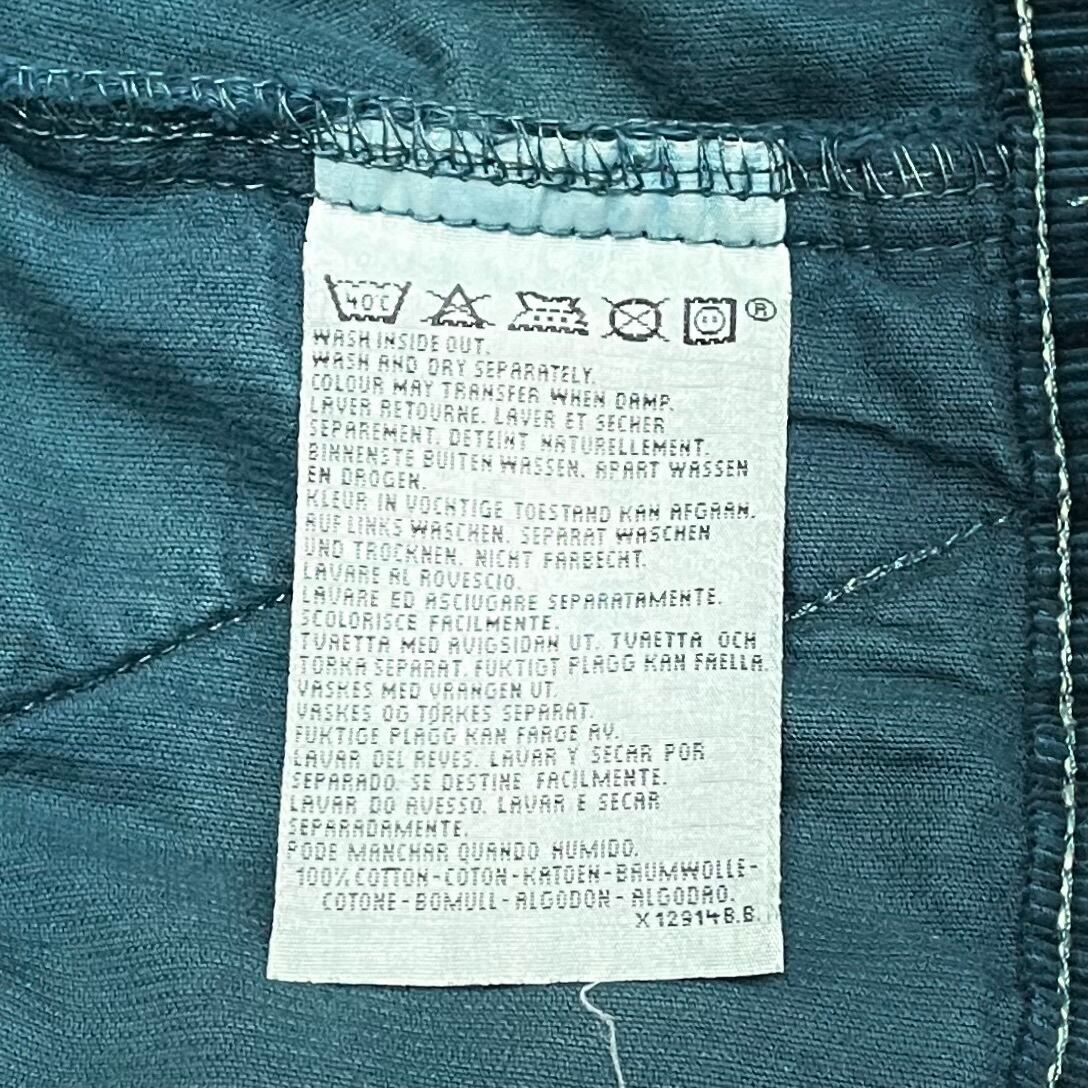 40°C
®
WASH INSIDE OUT.
WASH AND DRY SEPARATELY.
COLOUR MAY TRANSFER WHEN DAMP.
LAVER RETOURNE. LAVER ET SECHER
SEPAREMENT. DETEINT NATURELLEMENT.
BINNENSTE BUITEN WASSEN. APART WASSEN
EN DROGEN.
KLEUR IN VOCHTIGE TOESTAND KAN AFGAAN.
AUF LINKS WASCHEN. SEPARAT WASCHEN
UND TROCKNEN. NICHT FARBECHT.
LAVARE AL ROVESCIO.
LAVARE ED ASCIUGARE SEPARATAMENTE.
SCOLORISCE FACILMENTE.
TVAETTA MED AVIGSIDAN UT. TVAETTA OCH
TORKA SEPARAT. FUKTIGT PLAGG KAN FAELLA.
VASKES MED VRANGEN UT.
VASKES OG TORKES SEPARAT.
FUKTIGE PLAGG KAN FARGE AV.
LAVAR DEL REVES. LAVAR Y SECAR POR
SEPARADO. SE DESTINE FACILMENTE.
LAVAR DO AVESSO. LAVAR E SECAR
SEPARADAMENTE.
PODE MANCHAR QUANDO HUMIDO.
100% COTTON-COTON-KATOEN-BAUMWOLLE-
COTONE-BOMULL-ALGODON-ALGODAO.
X129148.B.